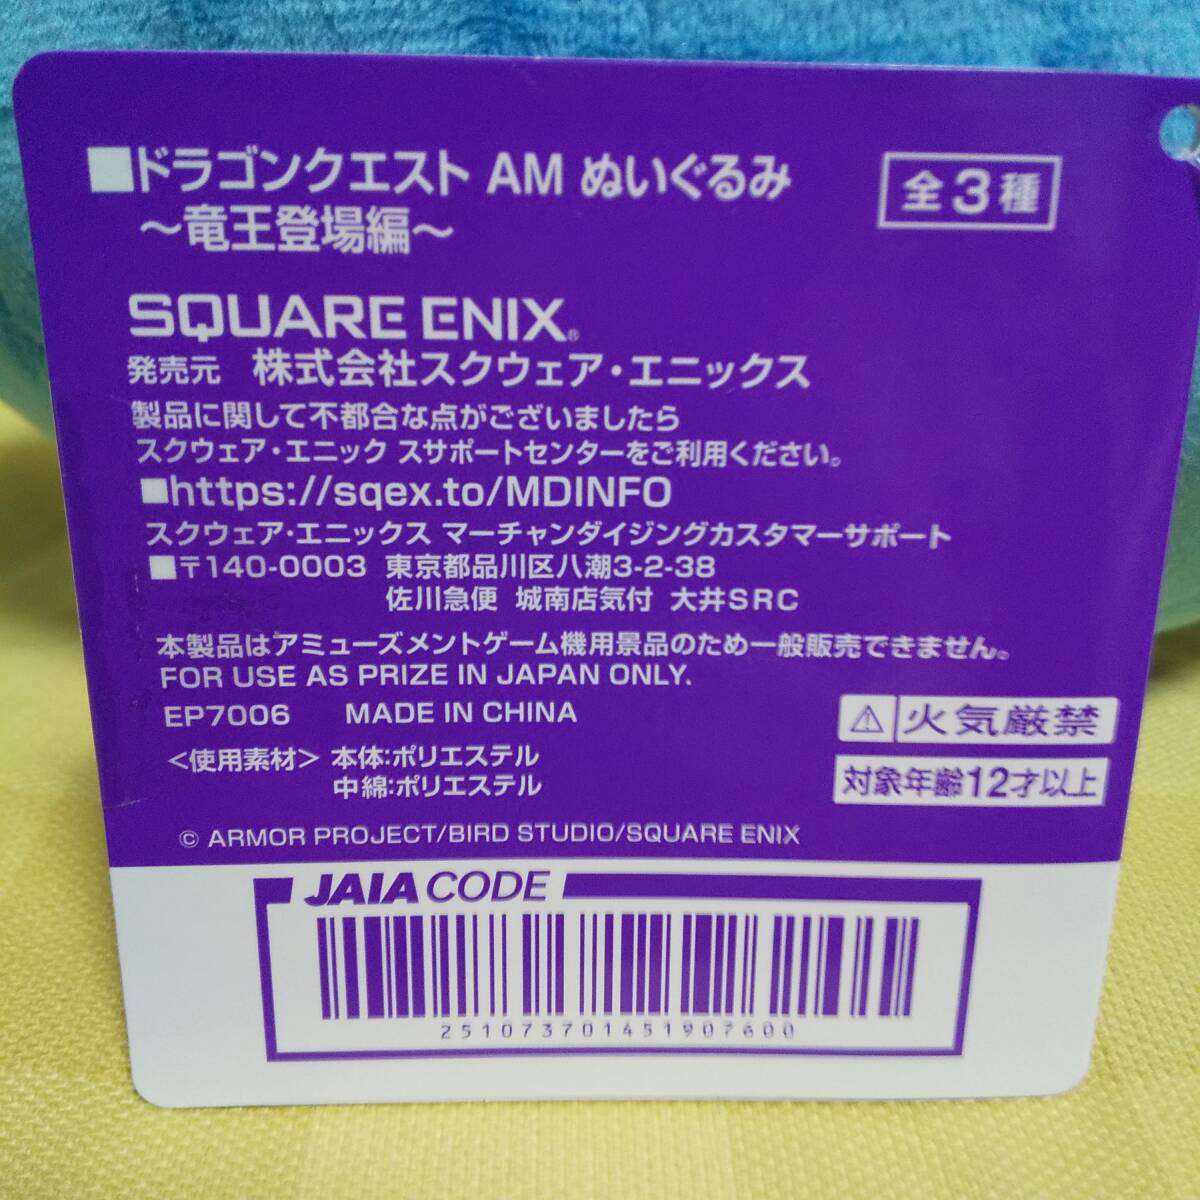 ■ドラゴンクエスト AM ぬいぐるみ
～竜王登場編～
全3種
SQUARE ENIX®
発売元 株式会社スクウェア・エニックス
製品に関して不都合な点がございましたら
スクウェア・エニック スサポートセンターをご利用ください。
■https://sqex.to/MDINFO
スクウェア・エニックス マーチャンダイジングカスタマーサポート
■〒140-0003 東京都品川区八潮3-2-38
佐川急便 城南店気付 大井SRC
本製品はアミューズメントゲーム機用景品のため一般販売できません。
FOR USE AS PRIZE IN JAPAN ONLY.
EP7006 MADE IN CHINA
⚠火気厳禁
<使用素材> 本体:ポリエステル
中綿:ポリエステル
対象年齢12才以上
© ARMOR PROJECT/BIRD STUDIO/SQUARE ENIX
JAIA CODE
251073701451907600